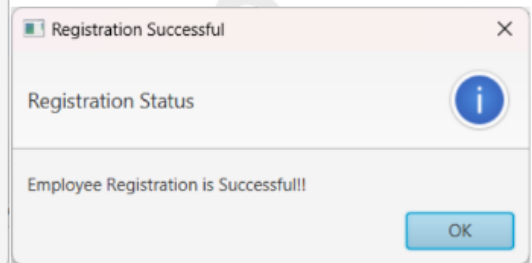 Registration Successful
Registration Status
Employee Registration is Successful!!
OK